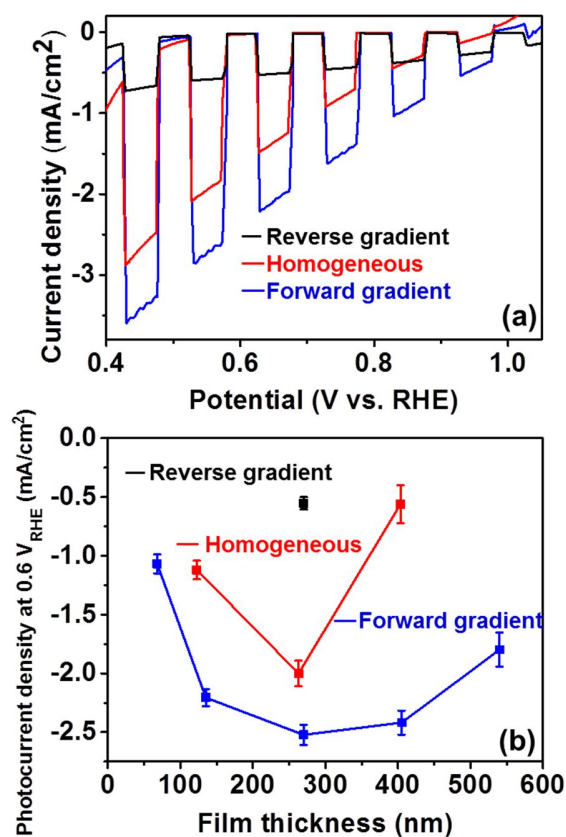 0
-1
-2
-3
Current density (mA/cm²)
Reverse gradient
Homogeneous
Forward gradient
(a)
0.4 0.6 0.8 1.0
Potential (V vs. RHE)
0.0
-0.5
-1.0
-1.5
-2.0
-2.5
Photocurrent density at 0.6 V_RHE (mA/cm²)
Reverse gradient
Homogeneous
Forward gradient
(b)
0 100 200 300 400 500 600
Film thickness (nm)